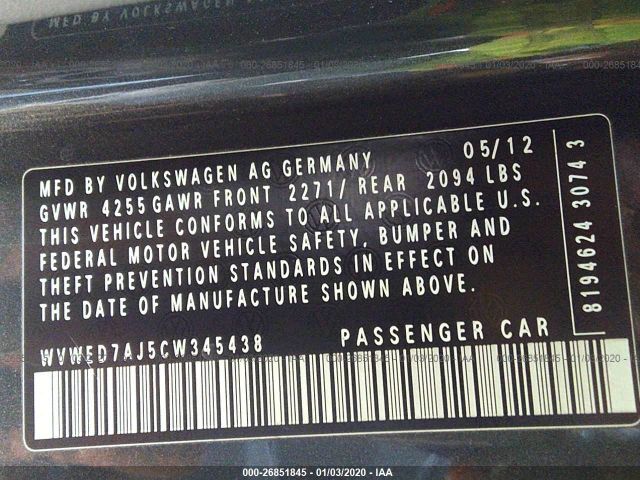 MFD BY VOLKSWAGEN AG GERMANY 05/12
GVWR 4255 GAWR FRONT 2271/ REAR 2094 LBS
THIS VEHICLE CONFORMS TO ALL APPLICABLE U.S.
FEDERAL MOTOR VEHICLE SAFETY, BUMPER AND
THEFT PREVENTION STANDARDS IN EFFECT ON
THE DATE OF MANUFACTURE SHOWN ABOVE.
WVWED7AJ5CW345438 PASSENGER CAR
8194624 3074 3
000-26851845 - 01/03/2020 - IAA